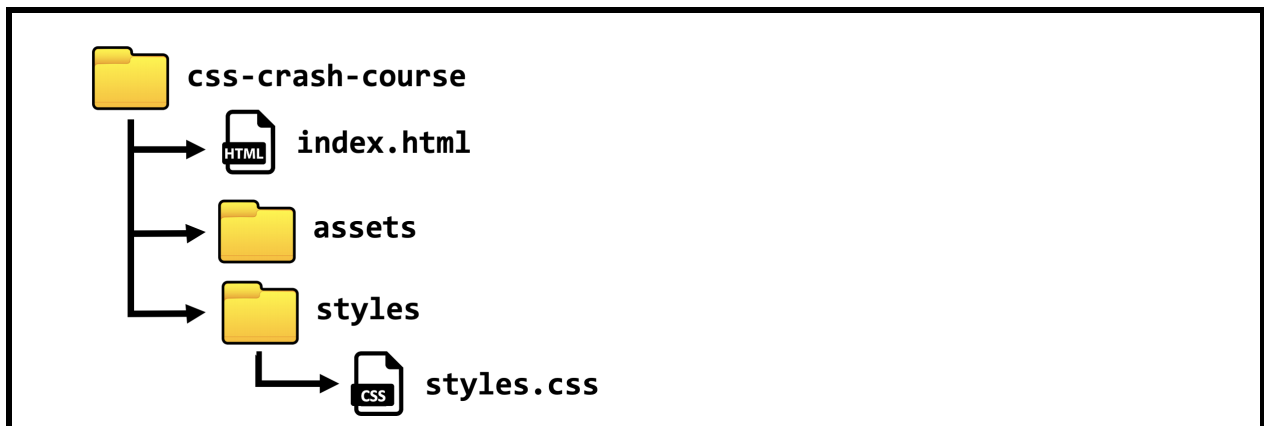 css-crash-course
HTML
index.html
assets
styles
CSS
styles.css